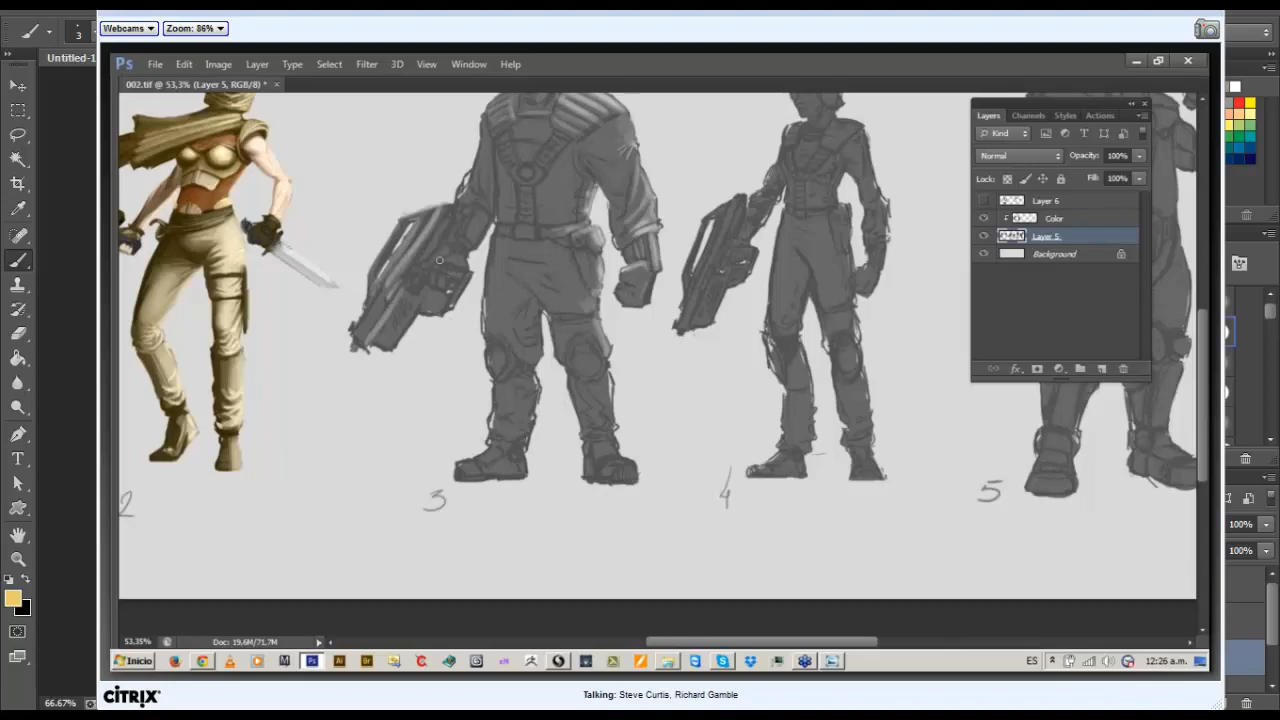 3
Untitled-1
Webcams Zoom: 86%
Ps File Edit Image Layer Type Select Filter 3D View Window Help
002.tif @ 53,3% (Layer 5, RGB/8) *
Layers Channels Styles Actions
Kind
Normal Opacity: 100%
Lock: Fill: 100%
Layer 6
Color
Layer 5
Background
2 3 4 5
100%
100%
53,35% Doc: 19,6M/71,7M
Inicio ES 12:26 a.m.
CITRIX
Talking: Steve Curtis, Richard Gamble
66.67%